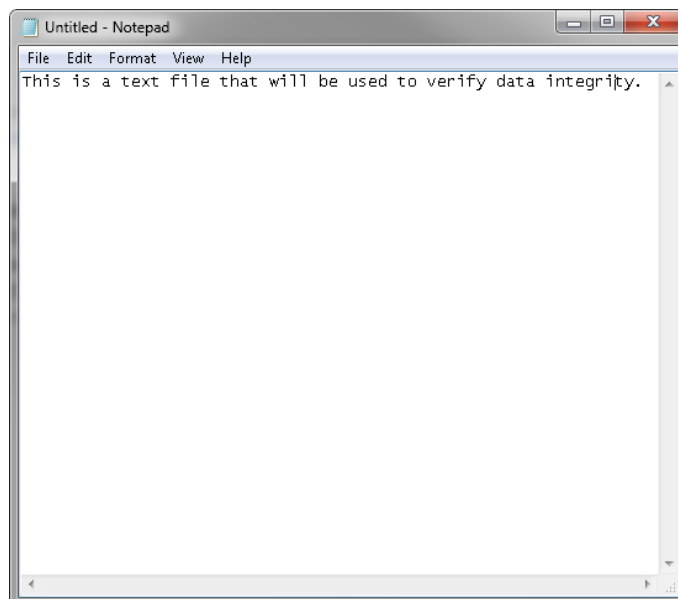 Untitled - Notepad
File Edit Format View Help
This is a text file that will be used to verify data integrity.